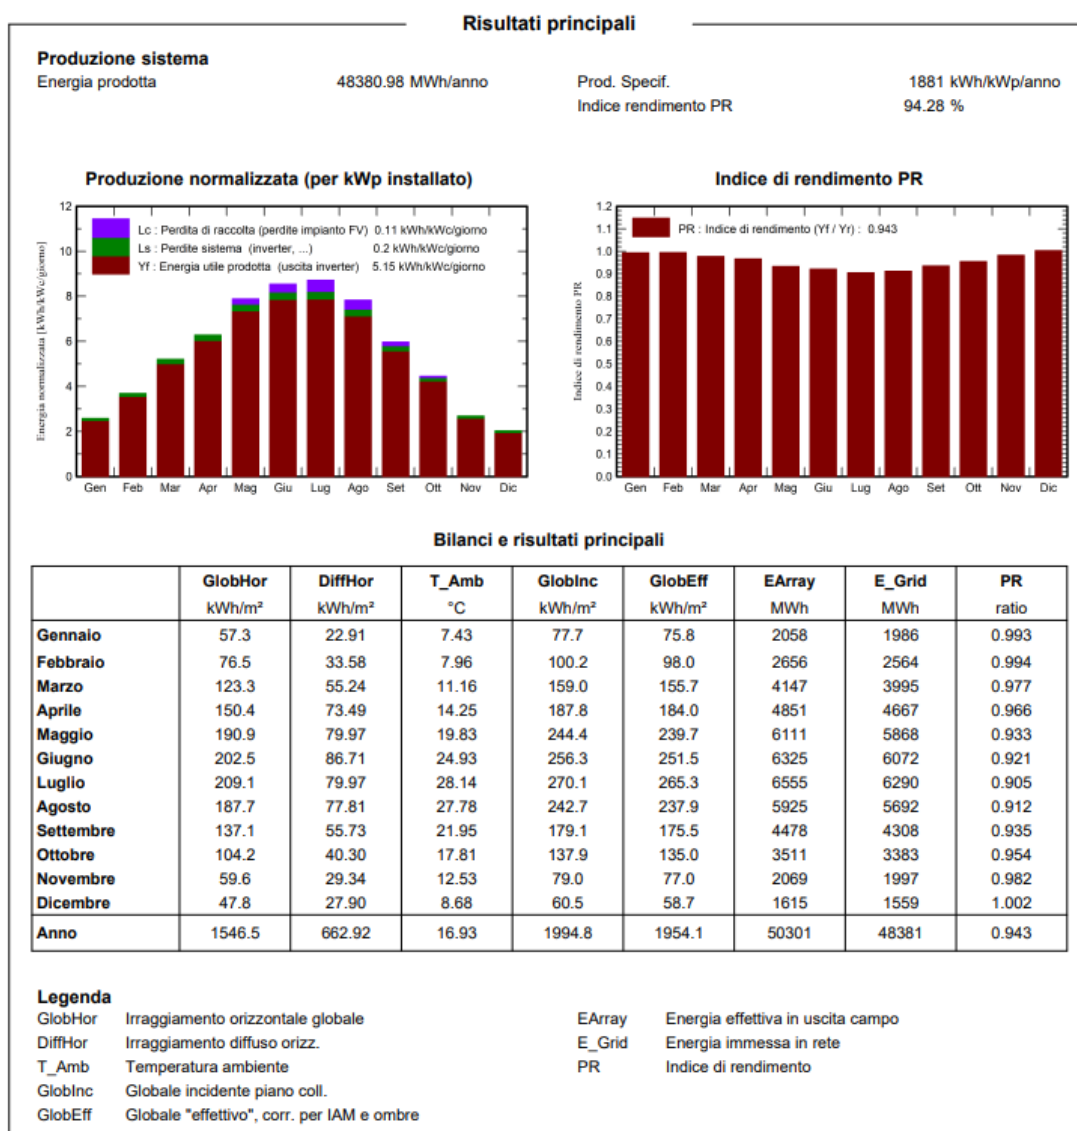 Risultati principali
Produzione sistema
Energia prodotta 48380.98 MWh/anno Prod. Specif. 1881 kWh/kWp/anno
Indice rendimento PR 94.28 %
Produzione normalizzata (per kWp installato)
12
10
8
6
4
2
0
Energia normalizzata [kWh/kWc/giorno]
Lc : Perdita di raccolta (perdite impianto FV) 0.11 kWh/kWc/giorno
Ls : Perdite sistema (inverter, ...) 0.2 kWh/kWc/giorno
Yf : Energia utile prodotta (uscita inverter) 5.15 kWh/kWc/giorno
Gen Feb Mar Apr Mag Giu Lug Ago Set Ott Nov Dic
Indice di rendimento PR
1.2
1.1
1.0
0.9
0.8
0.7
0.6
0.5
0.4
0.3
0.2
0.1
0.0
Indice di rendimento PR
PR : Indice di rendimento (Yf / Yr) : 0.943
Gen Feb Mar Apr Mag Giu Lug Ago Set Ott Nov Dic
Bilanci e risultati principali
GlobHor DiffHor T_Amb GlobInc GlobEff EArray E_Grid PR
kWh/m² kWh/m² °C kWh/m² kWh/m² MWh MWh ratio
Gennaio 57.3 22.91 7.43 77.7 75.8 2058 1986 0.993
Febbraio 76.5 33.58 7.96 100.2 98.0 2656 2564 0.994
Marzo 123.3 55.24 11.16 159.0 155.7 4147 3995 0.977
Aprile 150.4 73.49 14.25 187.8 184.0 4851 4667 0.966
Maggio 190.9 79.97 19.83 244.4 239.7 6111 5868 0.933
Giugno 202.5 86.71 24.93 256.3 251.5 6325 6072 0.921
Luglio 209.1 79.97 28.14 270.1 265.3 6555 6290 0.905
Agosto 187.7 77.81 27.78 242.7 237.9 5925 5692 0.912
Settembre 137.1 55.73 21.95 179.1 175.5 4478 4308 0.935
Ottobre 104.2 40.30 17.81 137.9 135.0 3511 3383 0.954
Novembre 59.6 29.34 12.53 79.0 77.0 2069 1997 0.982
Dicembre 47.8 27.90 8.68 60.5 58.7 1615 1559 1.002
Anno 1546.5 662.92 16.93 1994.8 1954.1 50301 48381 0.943
Legenda
GlobHor Irraggiamento orizzontale globale
DiffHor Irraggiamento diffuso orizz.
T_Amb Temperatura ambiente
GlobInc Globale incidente piano coll.
GlobEff Globale "effettivo", corr. per IAM e ombre
EArray Energia effettiva in uscita campo
E_Grid Energia immessa in rete
PR Indice di rendimento